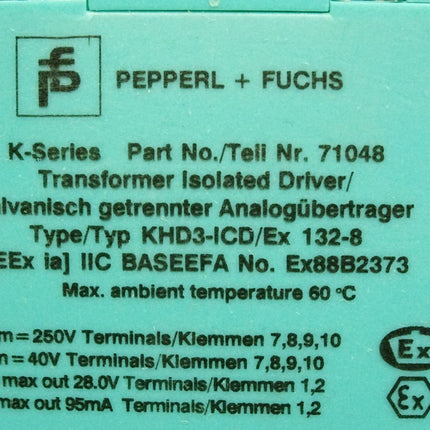 PEPPERL + FUCHS
K-Series Part No./Teil Nr. 71048
Transformer Isolated Driver/
lvanisch getrennter Analogübertrager
Type/Typ KHD3-ICD/Ex 132-8
EEx ia] IIC BASEEFA No. Ex88B2373
Max. ambient temperature 60 °C
m = 250V Terminals/Klemmen 7,8,9,10
m = 40V Terminals/Klemmen 7,8,9,10
max out 28.0V Terminals/Klemmen 1,2
max out 95mA Terminals/Klemmen 1,2
Ex
Ex